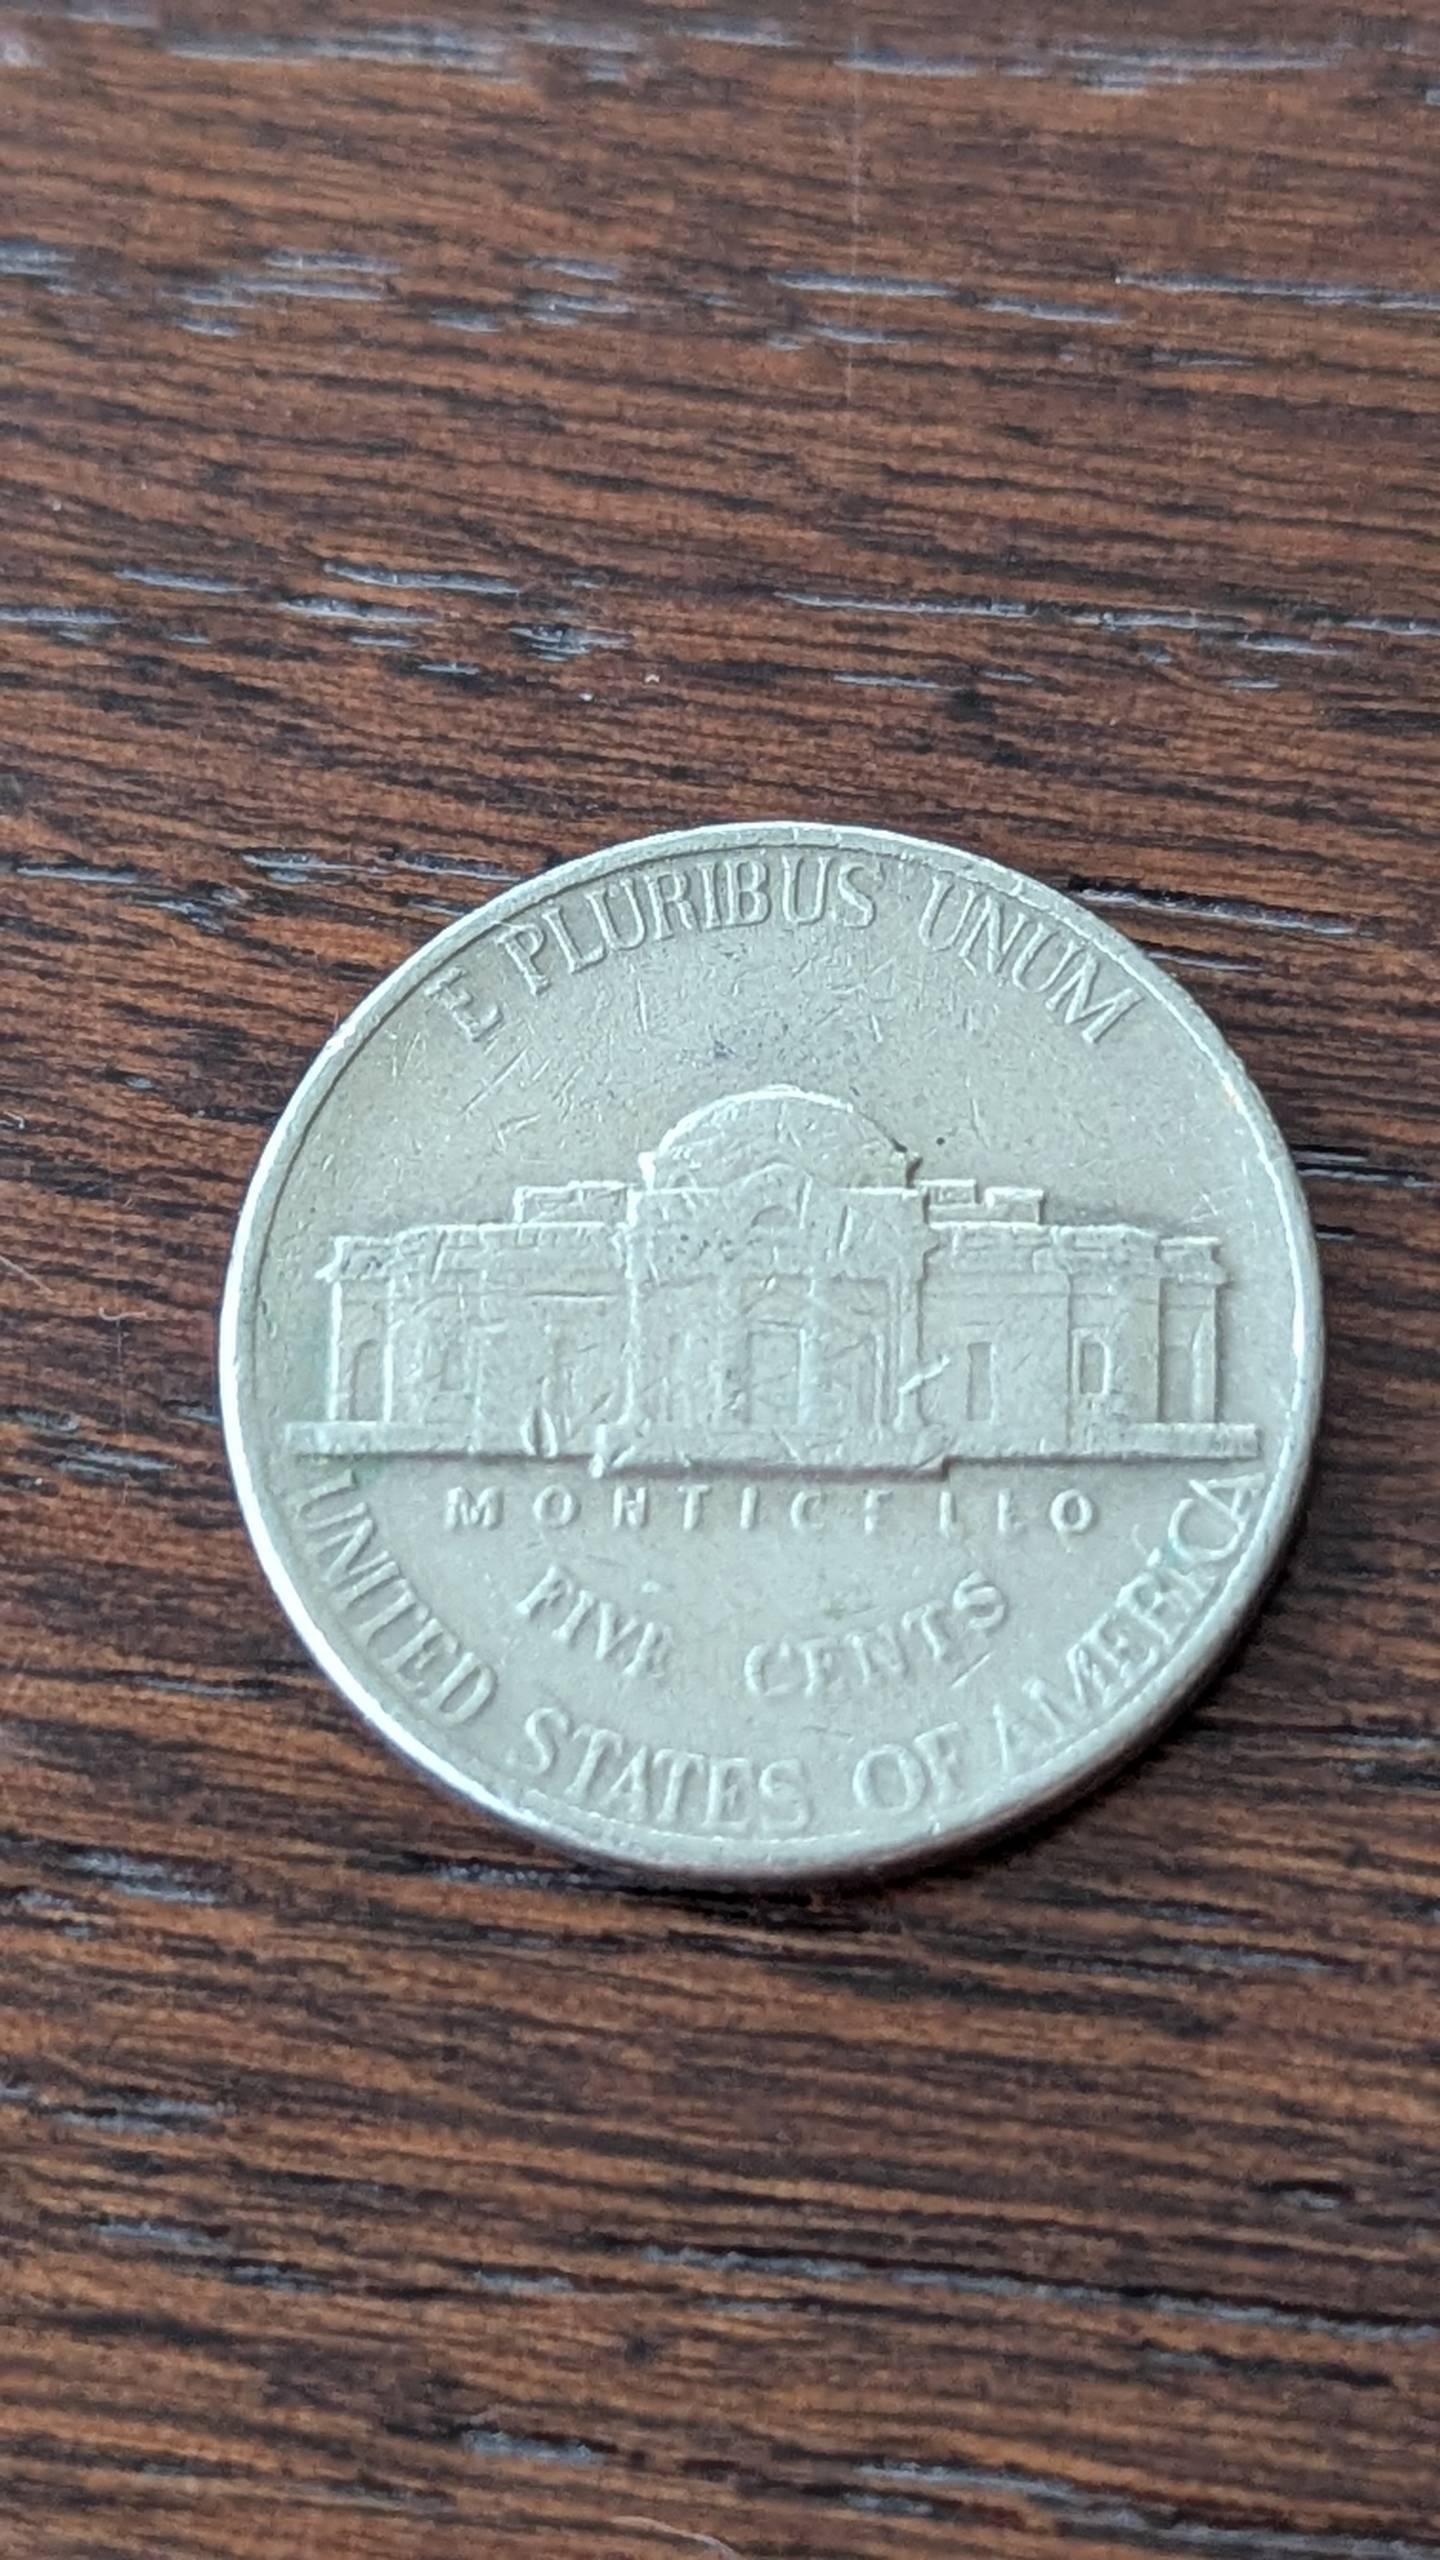 E PLURIBUS UNUM
MONTICELLO
FIVE CENTS
UNITED STATES OF AMERICA